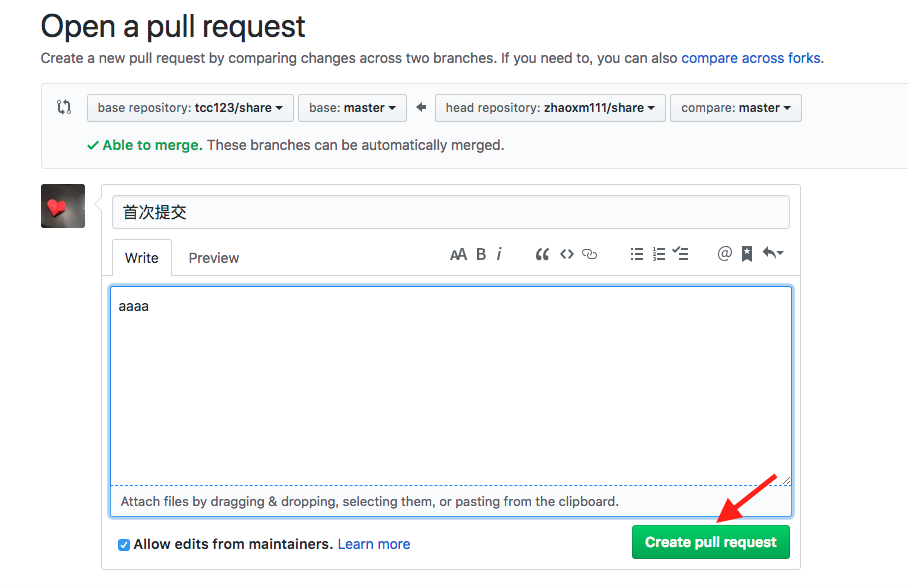 Open a pull request
Create a new pull request by comparing changes across two branches. If you need to, you can also compare across forks.
base repository: tcc123/share base: master head repository: zhaoxm111/share compare: master
Able to merge. These branches can be automatically merged.
首次提交
Write Preview AA B i @
aaaa
Attach files by dragging & dropping, selecting them, or pasting from the clipboard.
Allow edits from maintainers. Learn more Create pull request